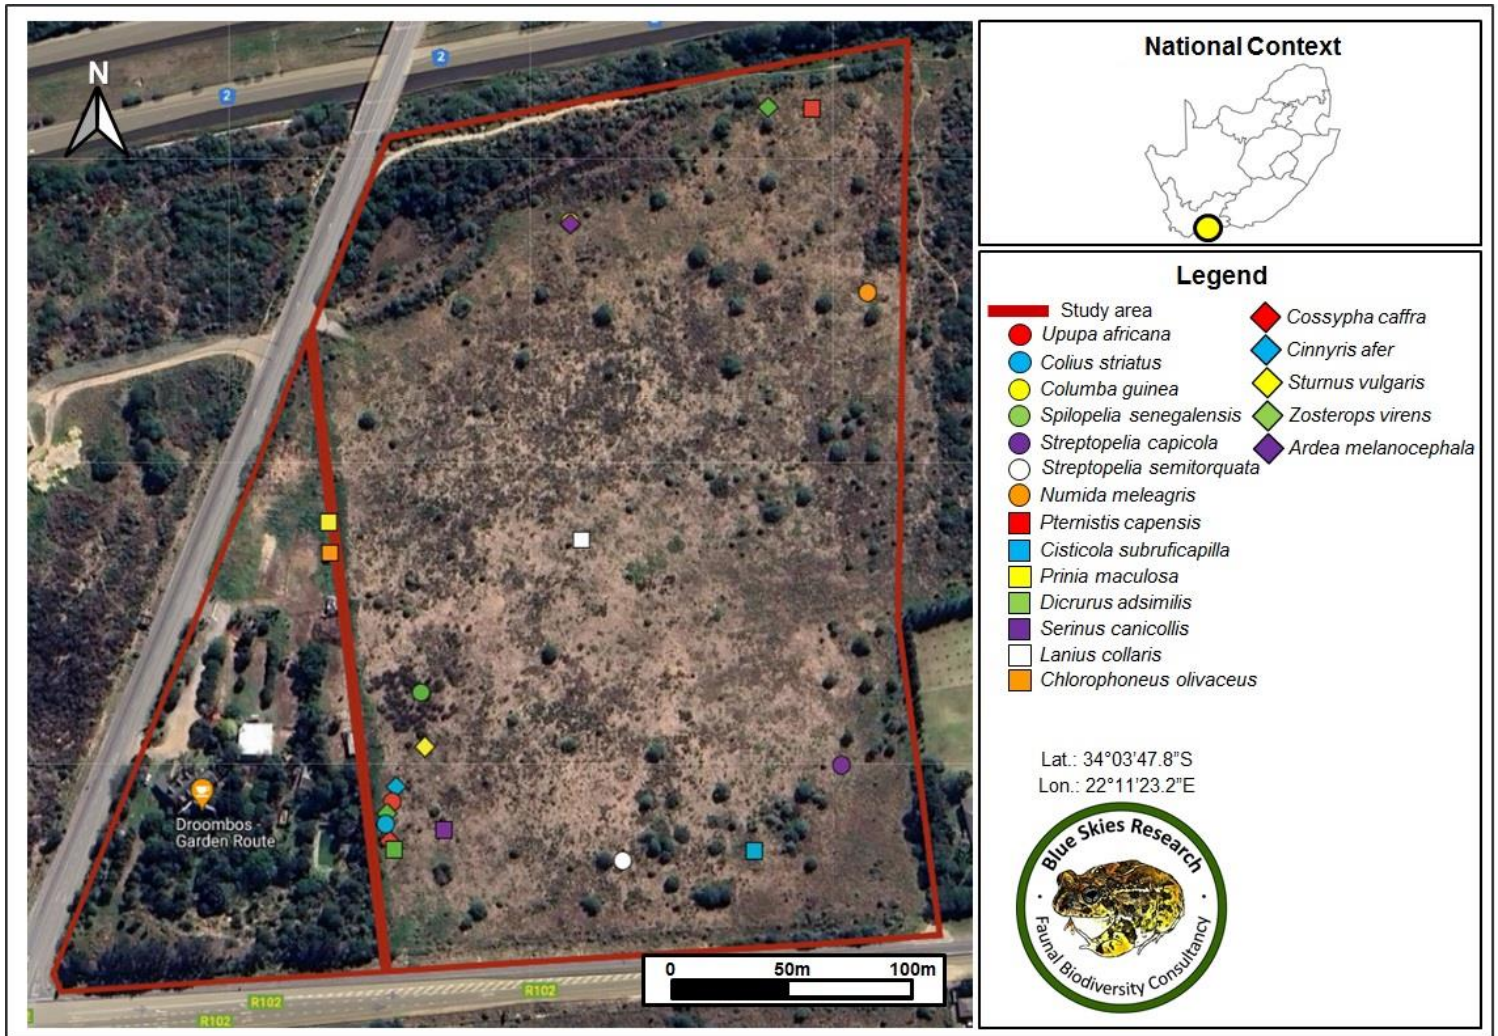 N
2
2
Droombos -
Garden Route
R102
R102
R102
0 50m 100m
National Context
Legend
Study area
Upupa africana
Colius striatus
Columba guinea
Spilopelia senegalensis
Streptopelia capicola
Streptopelia semitorquata
Numida meleagris
Pternistis capensis
Cisticola subruficapilla
Prinia maculosa
Dicrurus adsimilis
Serinus canicollis
Lanius collaris
Chlorophoneus olivaceus
Cossypha caffra
Cinnyris afer
Sturnus vulgaris
Zosterops virens
Ardea melanocephala
Lat.: 34°03'47.8"S
Lon.: 22°11'23.2"E
Blue Skies Research
Faunal Biodiversity Consultancy